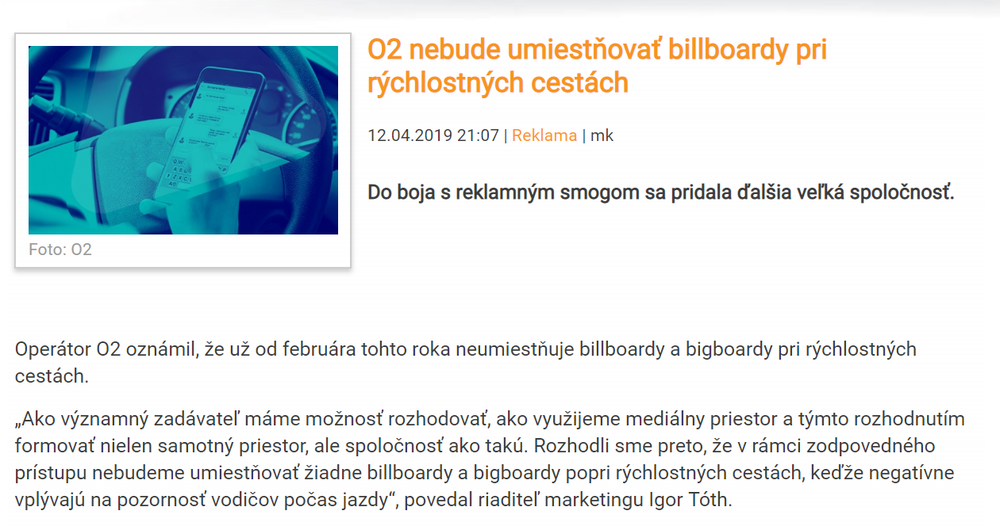 O2 nebude umiestňovať billboardy pri
rýchlostných cestách
12.04.2019 21:07 | Reklama | mk
Do boja s reklamným smogom sa pridala ďalšia veľká spoločnosť.
Foto: O2
Operátor O2 oznámil, že už od februára tohto roka neumiestňuje billboardy a bigboardy pri rýchlostných
cestách.
„Ako významný zadávateľ máme možnosť rozhodovať, ako využijeme mediálny priestor a týmto rozhodnutím
formovať nielen samotný priestor, ale spoločnosť ako takú. Rozhodli sme preto, že v rámci zodpovedného
prístupu nebudeme umiestňovať žiadne billboardy a bigboardy popri rýchlostných cestách, keďže negatívne
vplývajú na pozornosť vodičov počas jazdy“, povedal riaditeľ marketingu Igor Tóth.